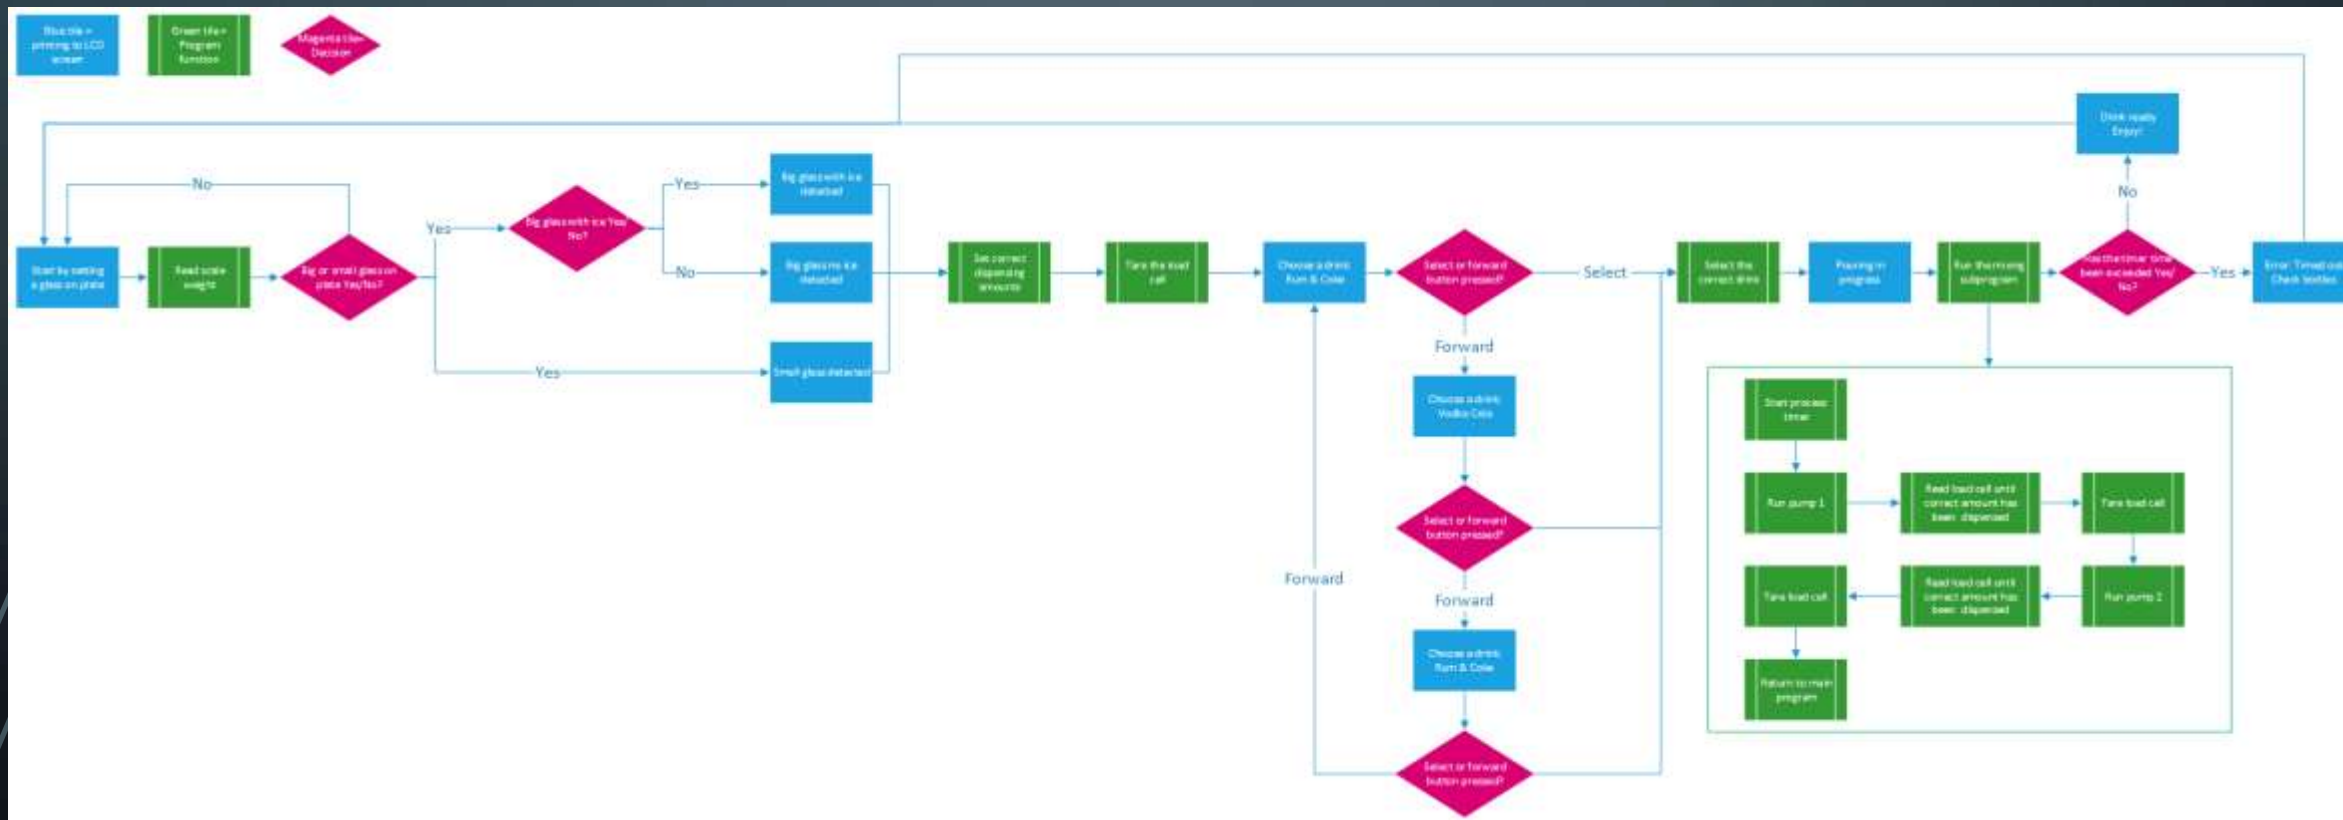 Blue tile =
printing to LCD
screen
Green tile =
Program
function
Magenta tile=
Decision
Drink ready
Enjoy!
No
No
Yes
Big glass with ice
detected
Yes
Big glass with ice Yes/
No?
No
Big glass no ice
detected
Start by setting
a glass on plate
Read scale
weight
Big or small glass on
plate Yes/No?
Set correct
dispensing
amounts
Tare the load
cell
Choose a drink:
Rum & Coke
Select or forward
button pressed?
Select
Select the
correct drink
Pouring in
progress
Run the mixing
subprogram
Has the timer time
been exceeded Yes/
No?
Yes
Error: Timed out
Check bottles
Yes
Small glass detected
Forward
Choose a drink:
Vodka
Select or forward
button pressed?
Forward
Forward
Choose a drink:
Rum & Coke
Select or forward
button pressed?
Start process
timer
Run pump 1
Read load cell until
correct amount has
been dispensed
Tare load cell
Tare load cell
Read load cell until
correct amount has
been dispensed
Run pump 2
Return to main
program